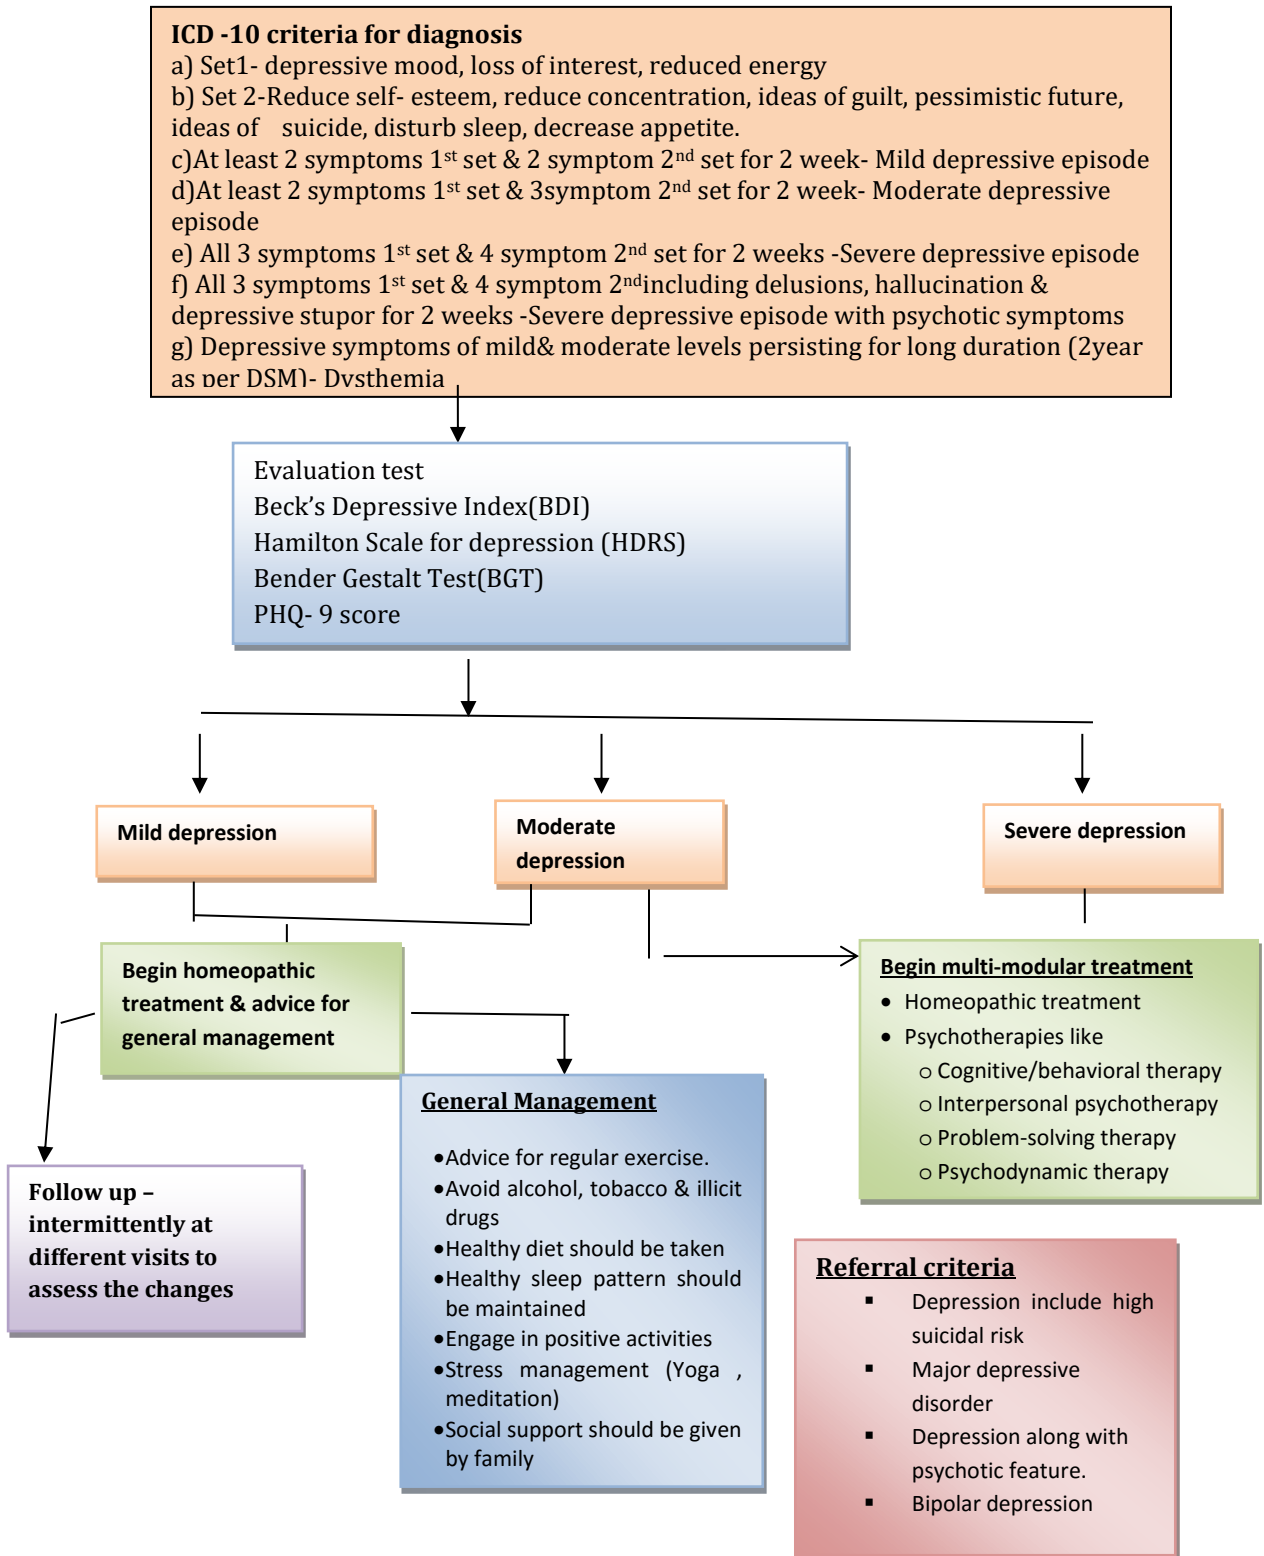 ICD -10 criteria for diagnosis
a) Set1- depressive mood, loss of interest, reduced energy
b) Set 2-Reduce self- esteem, reduce concentration, ideas of guilt, pessimistic future,
ideas of suicide, disturb sleep, decrease appetite.
c)At least 2 symptoms 1st set & 2 symptom 2nd set for 2 week- Mild depressive episode
d)At least 2 symptoms 1st set & 3symptom 2nd set for 2 week- Moderate depressive
episode
e) All 3 symptoms 1st set & 4 symptom 2nd set for 2 weeks -Severe depressive episode
f) All 3 symptoms 1st set & 4 symptom 2ndincluding delusions, hallucination &
depressive stupor for 2 weeks -Severe depressive episode with psychotic symptoms
g) Depressive symptoms of mild& moderate levels persisting for long duration (2year
as per DSM)- Dysthemia
Evaluation test
Beck’s Depressive Index(BDI)
Hamilton Scale for depression (HDRS)
Bender Gestalt Test(BGT)
PHQ- 9 score
Mild depression
Moderate
depression
Severe depression
Begin homeopathic
treatment & advice for
general management
Begin multi-modular treatment
• Homeopathic treatment
• Psychotherapies like
o Cognitive/behavioral therapy
o Interpersonal psychotherapy
o Problem-solving therapy
o Psychodynamic therapy
General Management
•Advice for regular exercise.
•Avoid alcohol, tobacco & illicit
drugs
•Healthy diet should be taken
•Healthy sleep pattern should
be maintained
•Engage in positive activities
•Stress management (Yoga ,
meditation)
•Social support should be given
by family
Follow up –
intermittently at
different visits to
assess the changes
Referral criteria
▪ Depression include high
suicidal risk
▪ Major depressive
disorder
▪ Depression along with
psychotic feature.
▪ Bipolar depression